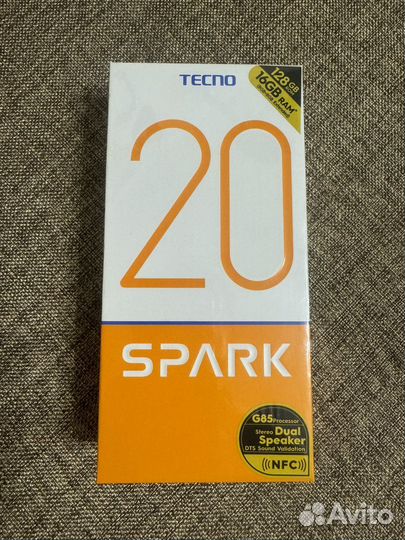 TECNO
128GB
16GB RAM*
20
SPARK
G85 Processor
Stereo Dual
Speaker
DTS Sound Validation
(((NFC)))
Avito